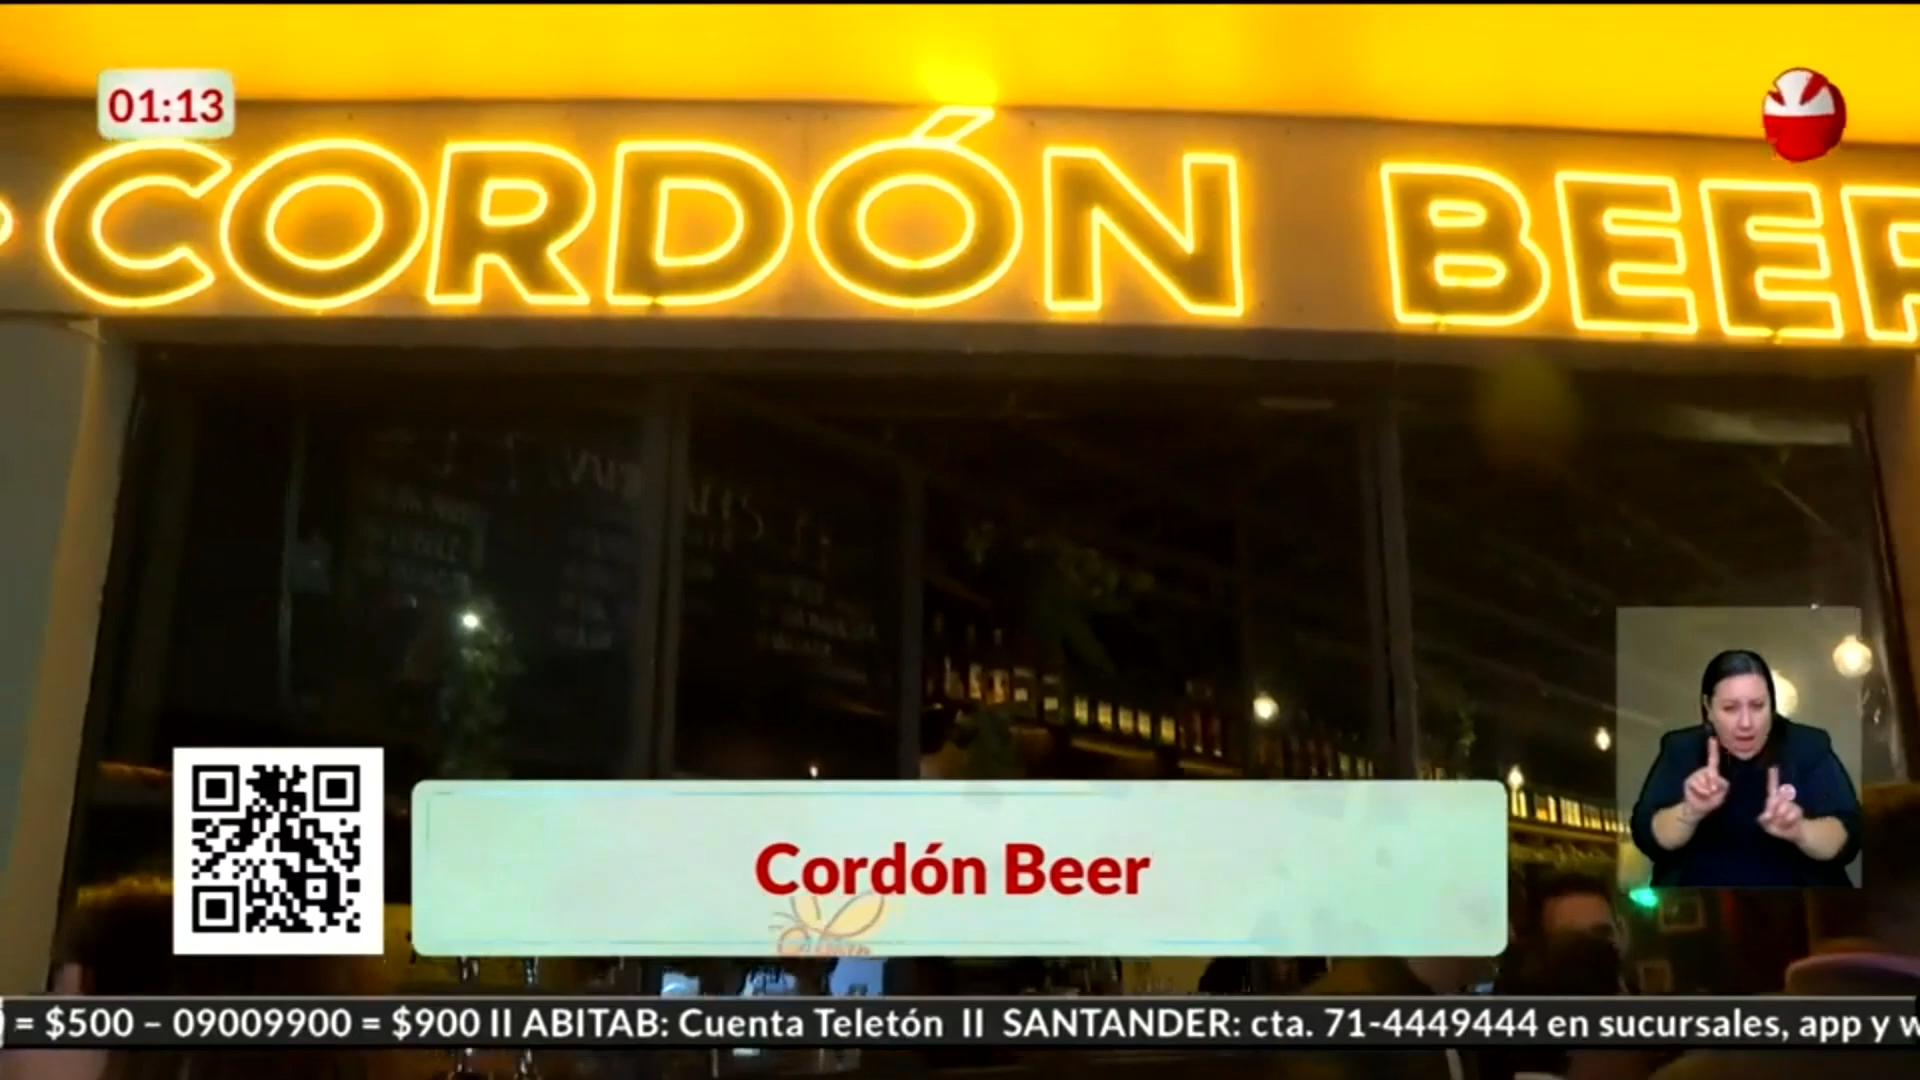 01:13
CORDÓN BEER
Cordón Beer
= $500 – 09009900 = $900 II ABITAB: Cuenta Teletón II SANTANDER: cta. 71-4449444 en sucursales, app y w